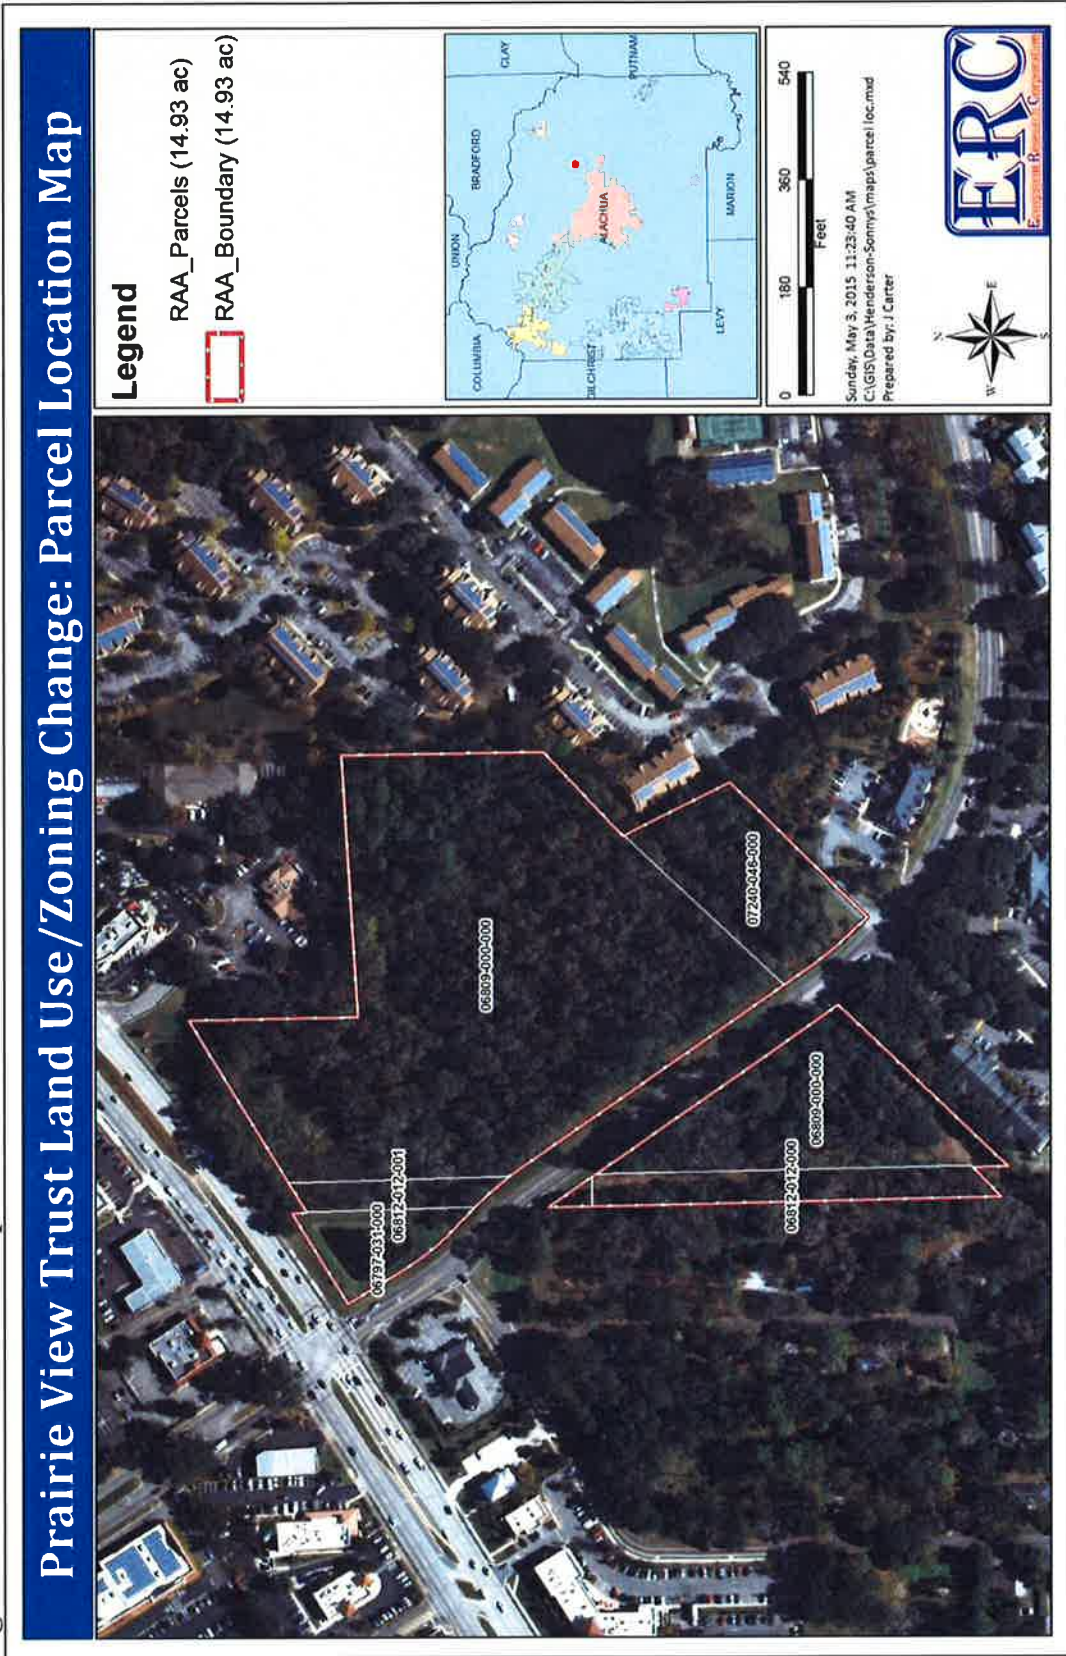 Prairie View Trust Land Use/Zoning Change: Parcel Location Map
Legend
RAA_Parcels (14.93 ac)
RAA_Boundary (14.93 ac)
COLUMBIA
UNION
BRADFORD
CLAY
PUTNAM
ALACHUA
GILCHRIST
LEVY
MARION
0 180 360 540
Feet
Sunday, May 3, 2015 11:23:40 AM
C:\GIS\Data\Henderson-Sonnys\maps\parcel loc.mxd
Prepared by: J Carter
N
W E
S
ERC
06809-000-000
07240-046-000
06797-031-000
06812-012-001
06812-012-000
06809-000-000